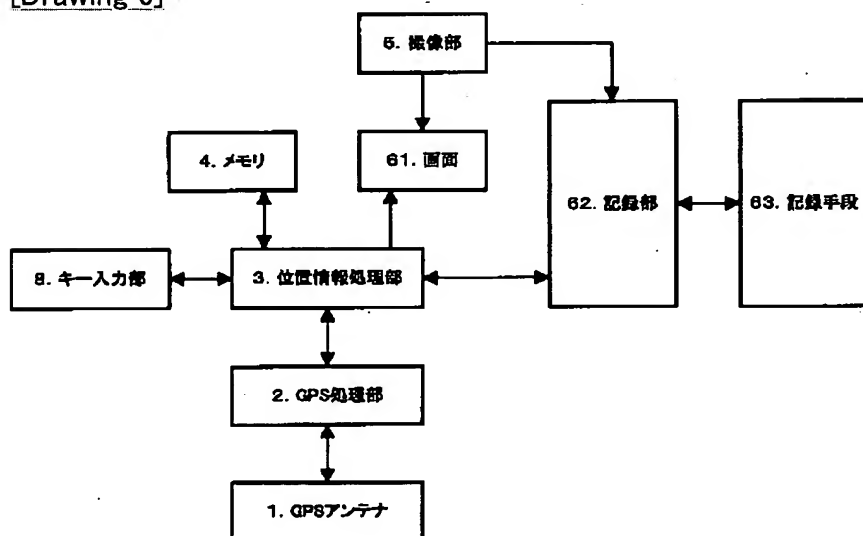 [Drawing 6]
5. 撮像部
4. メモリ
61. 画面
62. 記録部
63. 記録手段
8. キー入力部
3. 位置情報処理部
2. GPS処理部
1. GPSアンテナ